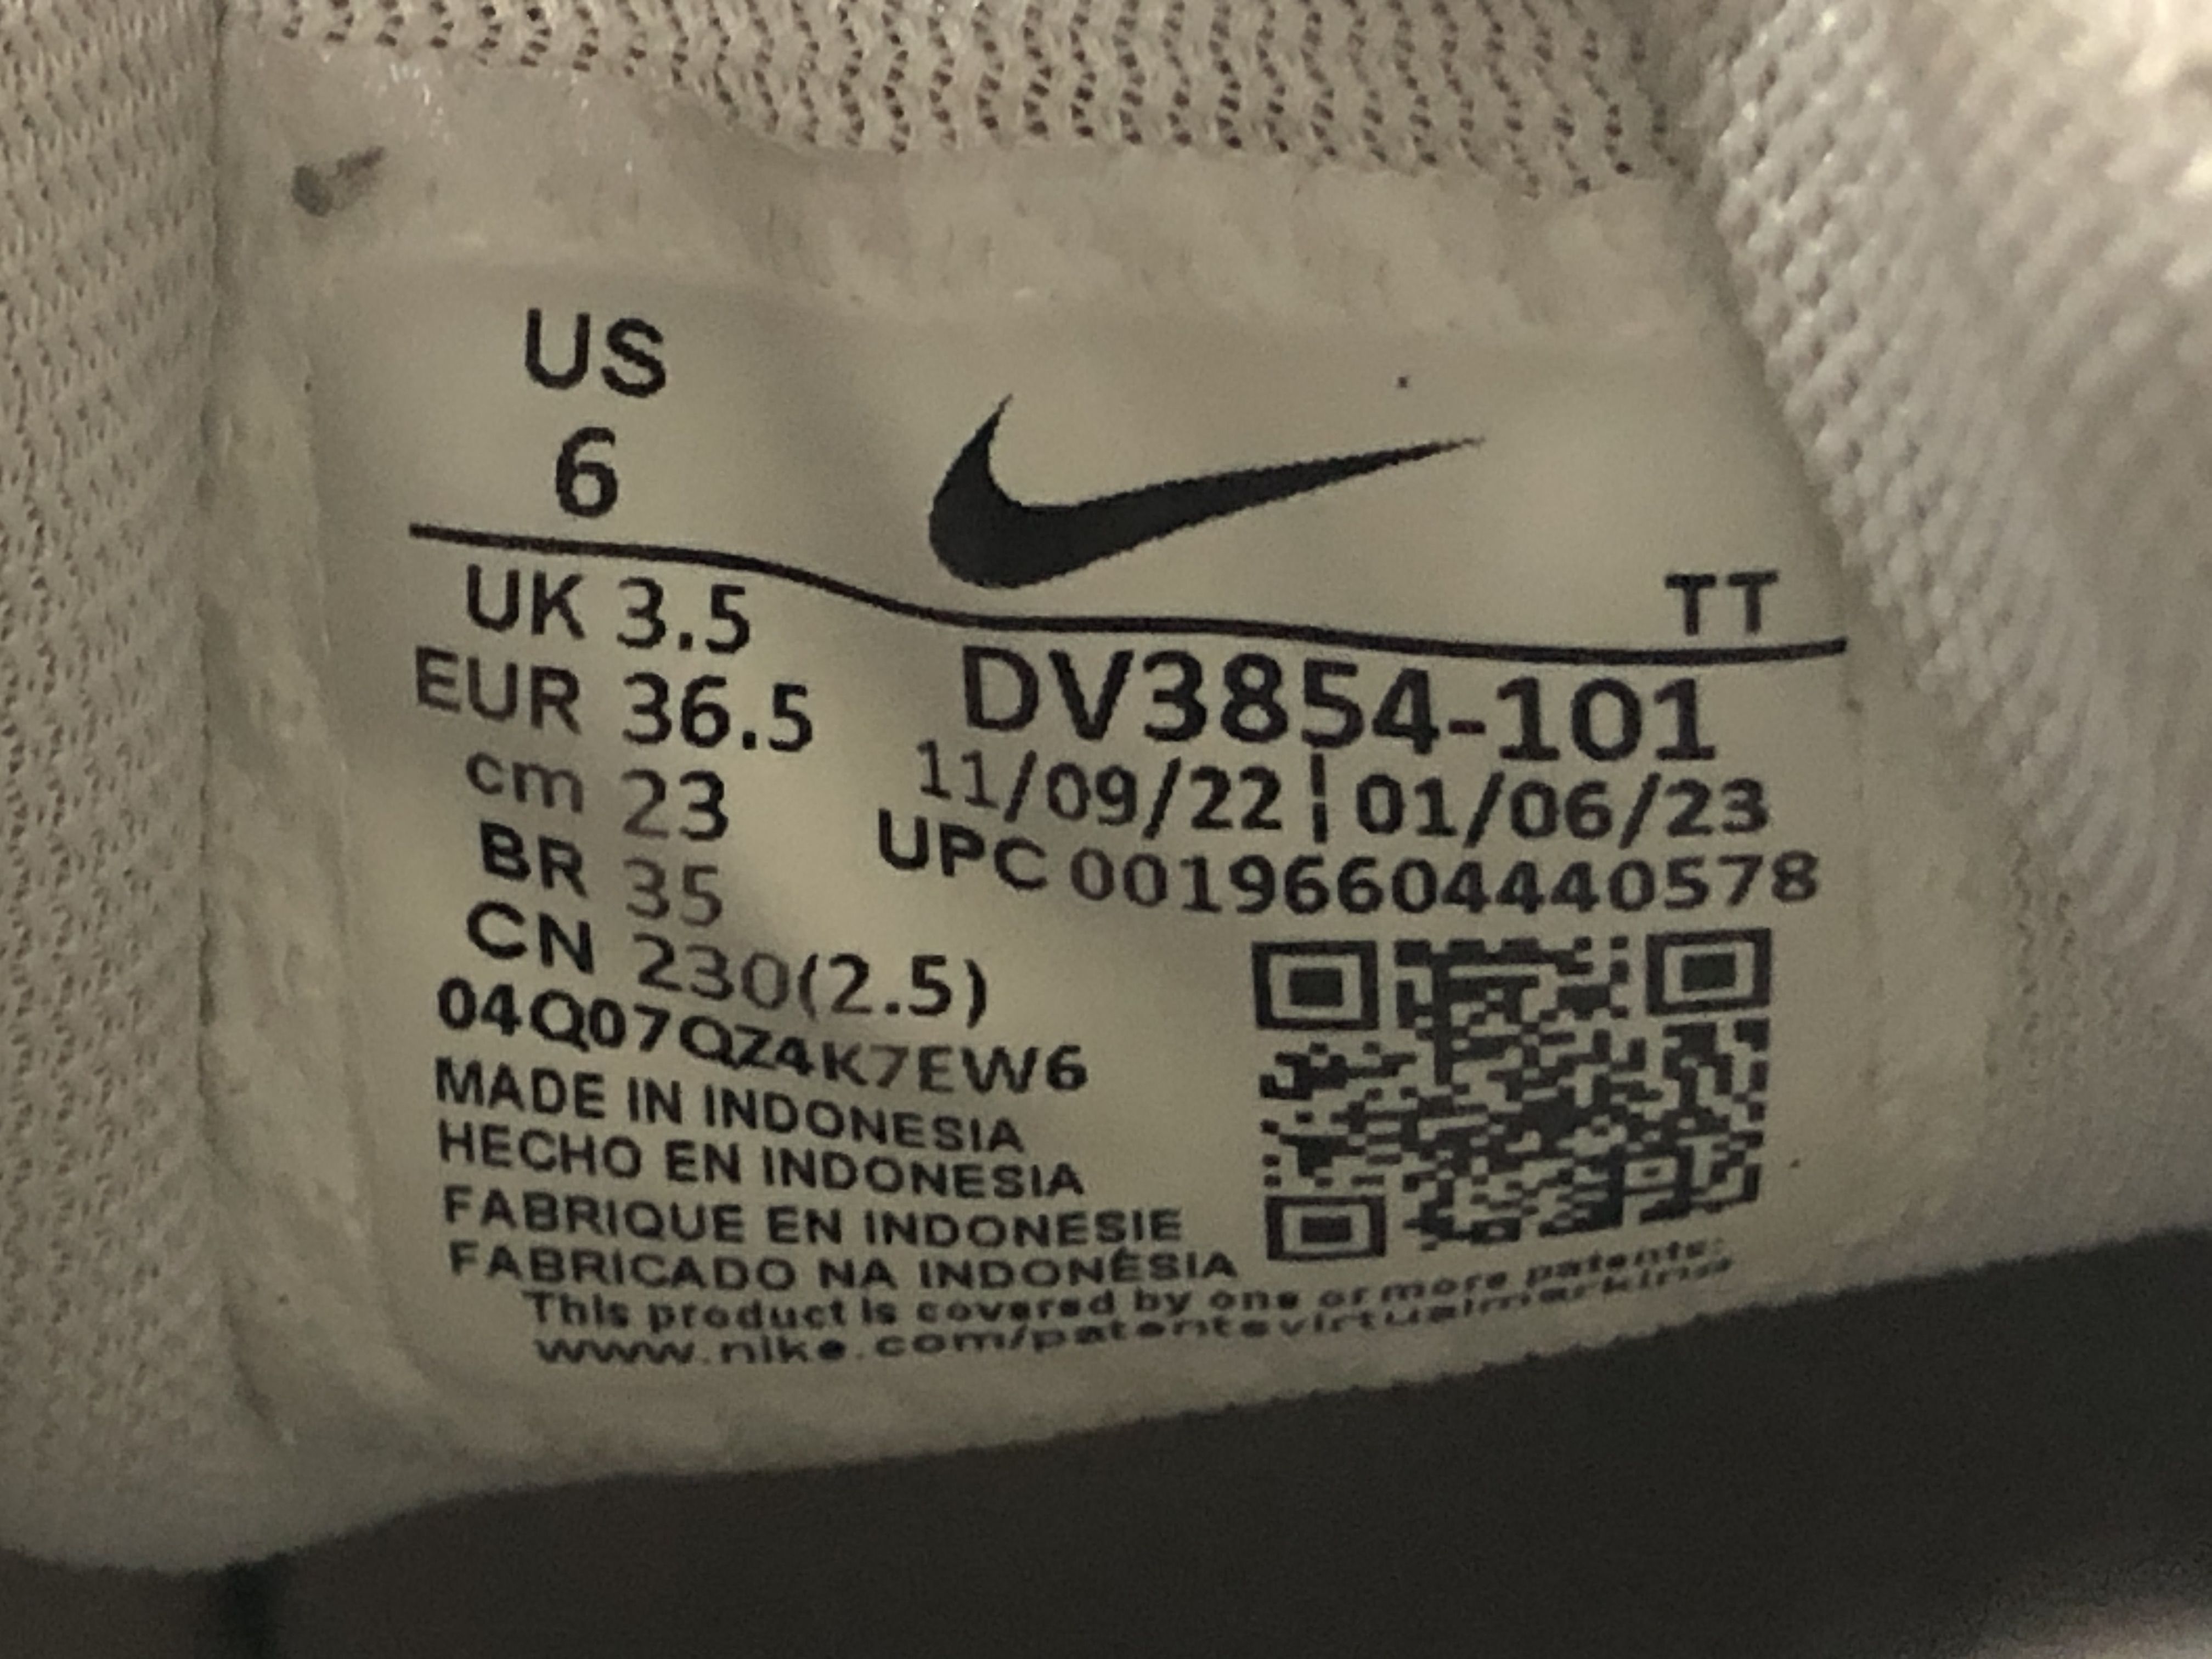 US
6
TT
UK 3.5
EUR 36.5
cm 23
BR 35
CN 230(2.5)
DV3854-101
11/09/22 ¦ 01/06/23
UPC 00196604440578
04Q07QZ4K7EW6
MADE IN INDONESIA
HECHO EN INDONESIA
FABRIQUE EN INDONESIE
FABRICADO NA INDONÉSIA
This product is covered by one or more patents:
www.nike.com/patentsvirtualmarking